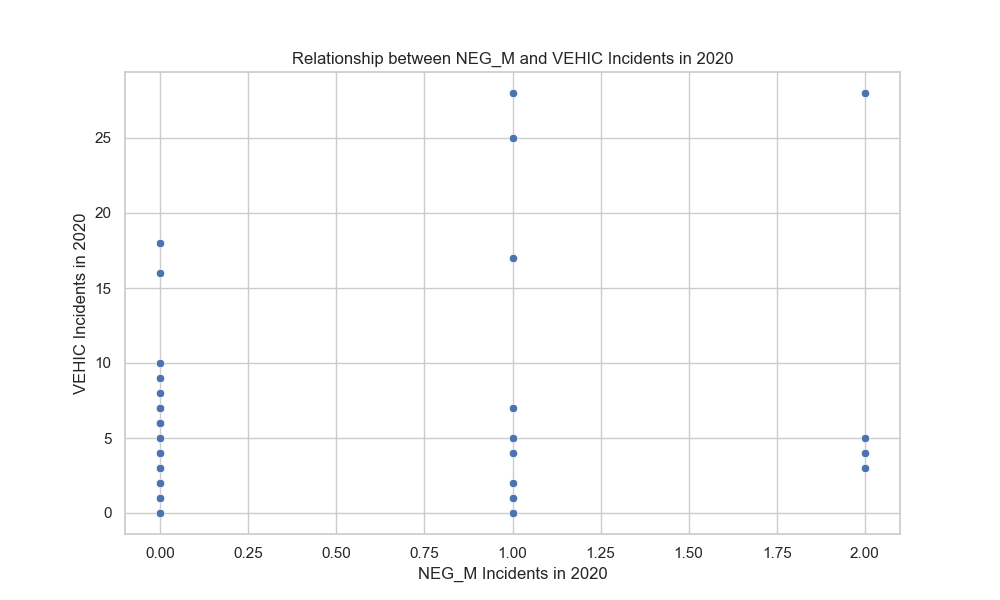 Relationship between NEG_M and VEHIC Incidents in 2020
VEHIC Incidents in 2020
25
20
15
10
5
0
0.00 0.25 0.50 0.75 1.00 1.25 1.50 1.75 2.00
NEG_M Incidents in 2020